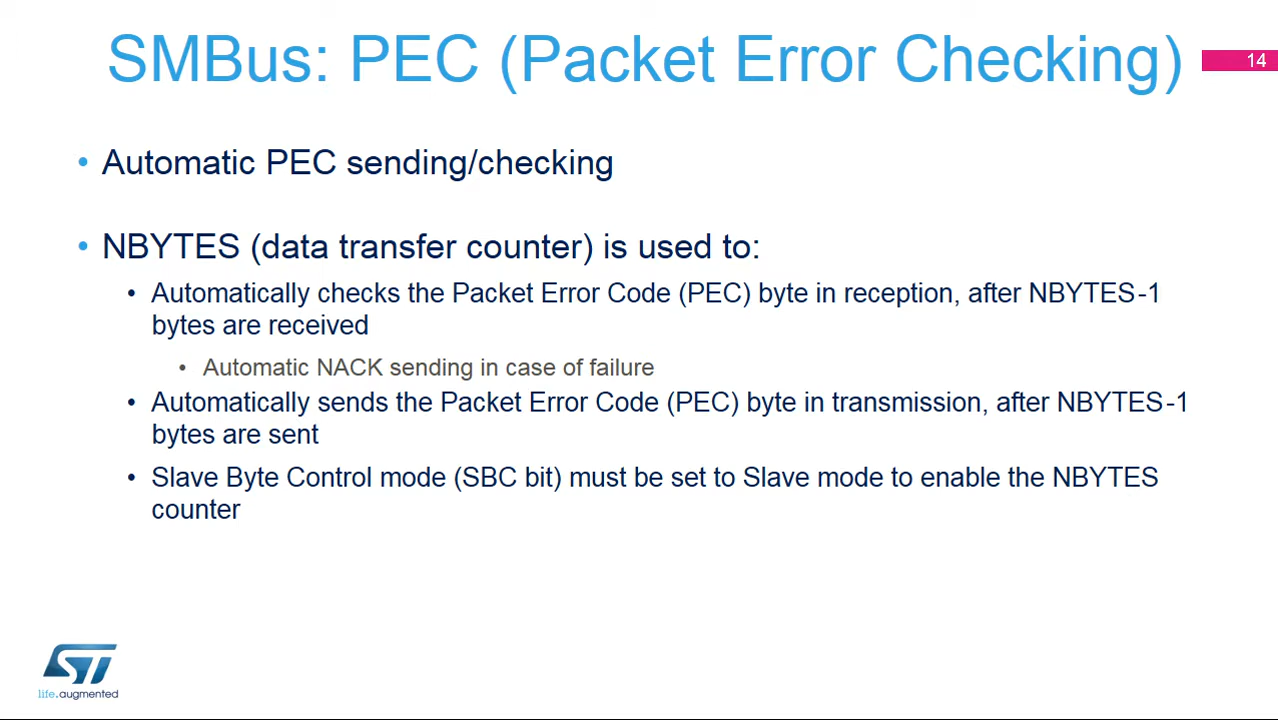 SMBus: PEC (Packet Error Checking)
14
• Automatic PEC sending/checking
• NBYTES (data transfer counter) is used to:
• Automatically checks the Packet Error Code (PEC) byte in reception, after NBYTES-1
bytes are received
• Automatic NACK sending in case of failure
• Automatically sends the Packet Error Code (PEC) byte in transmission, after NBYTES-1
bytes are sent
• Slave Byte Control mode (SBC bit) must be set to Slave mode to enable the NBYTES
counter
ST
life.augmented